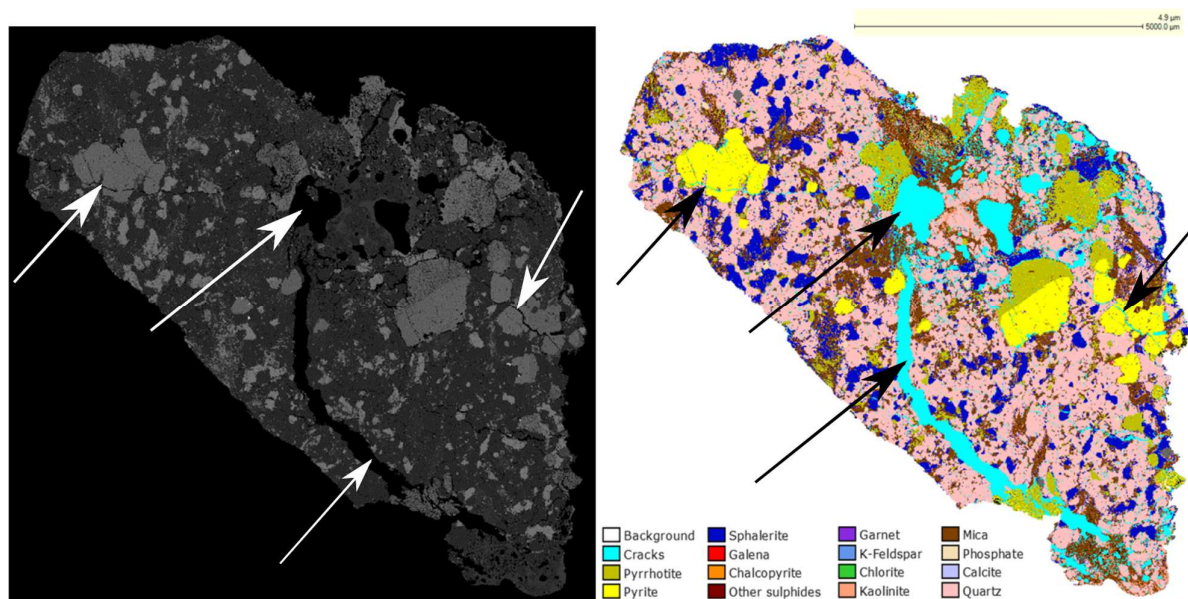 4.9 µm
5000.0 µm
Background Sphalerite Garnet Mica
Cracks Galena K-Feldspar Phosphate
Pyrrhotite Chalcopyrite Chlorite Calcite
Pyrite Other sulphides Kaolinite Quartz